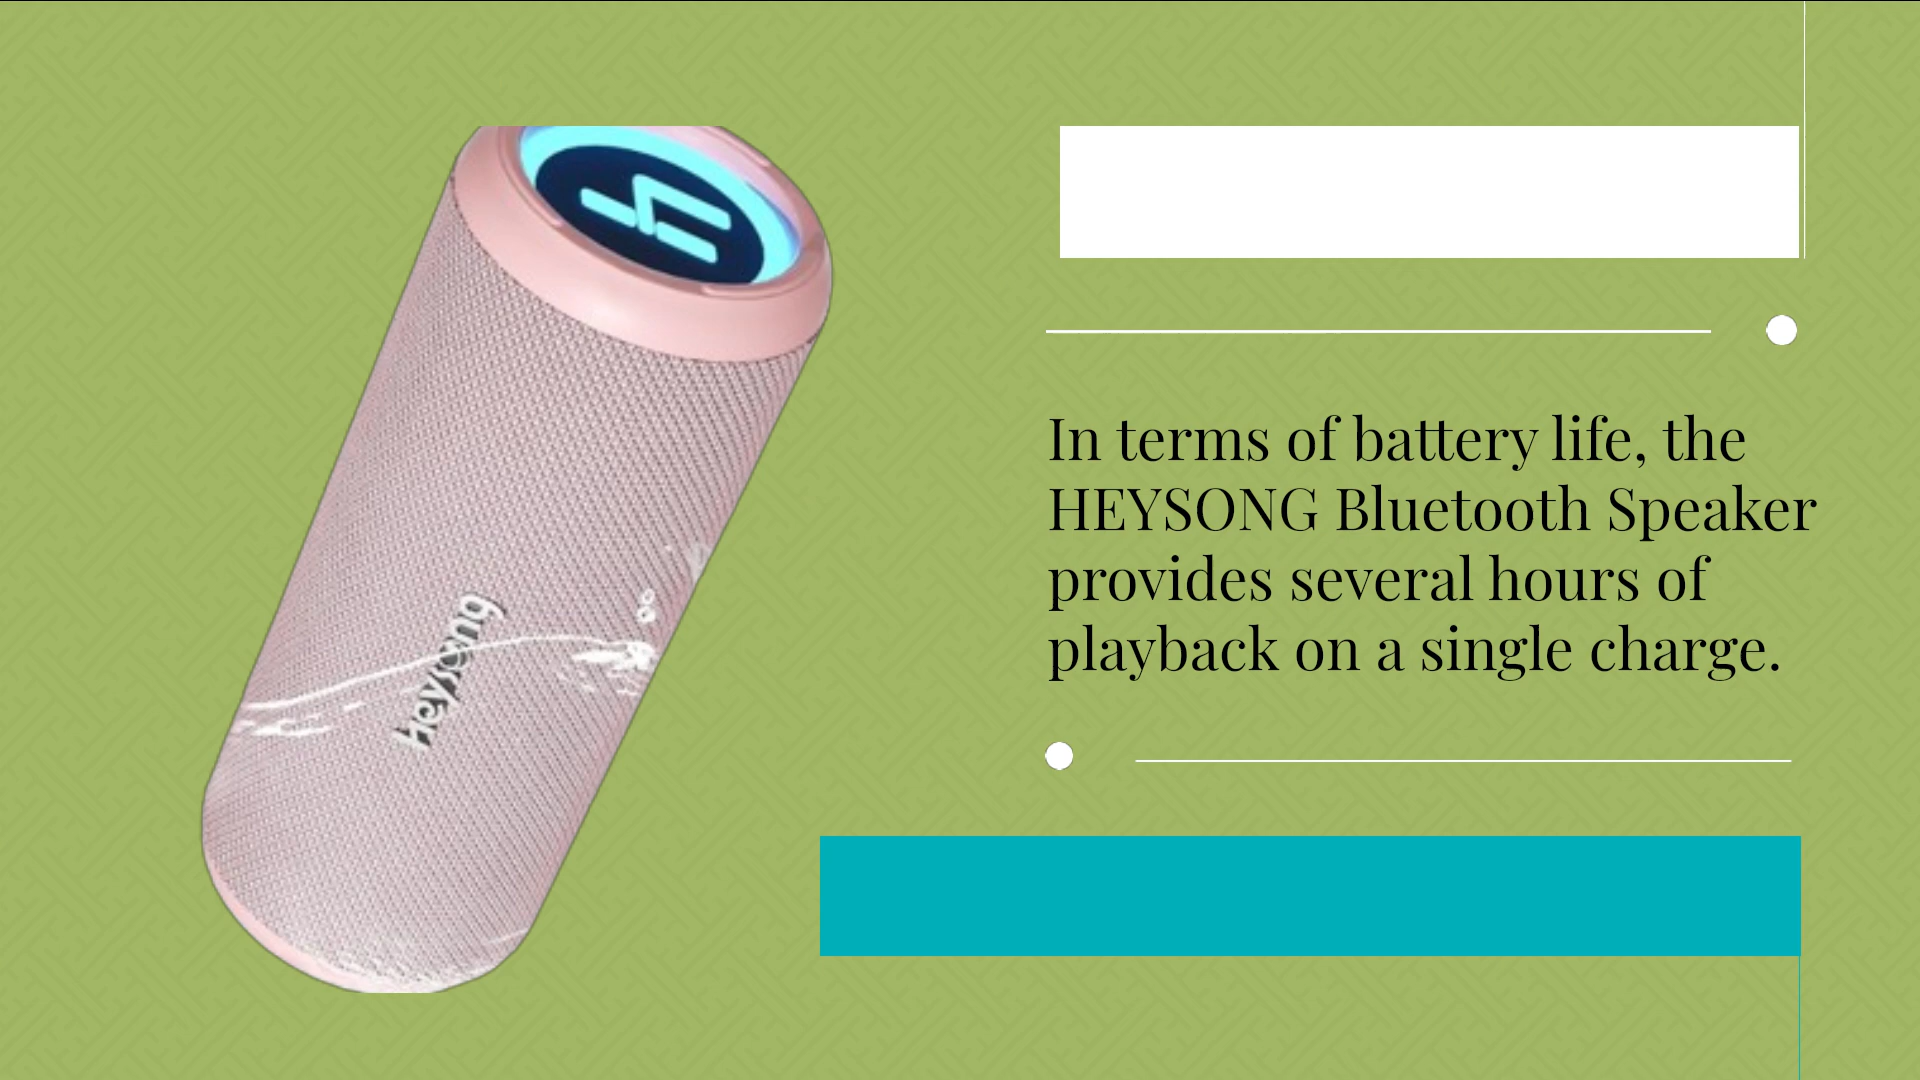 heysong
In terms of battery life, the
HEYSONG Bluetooth Speaker
provides several hours of
playback on a single charge.